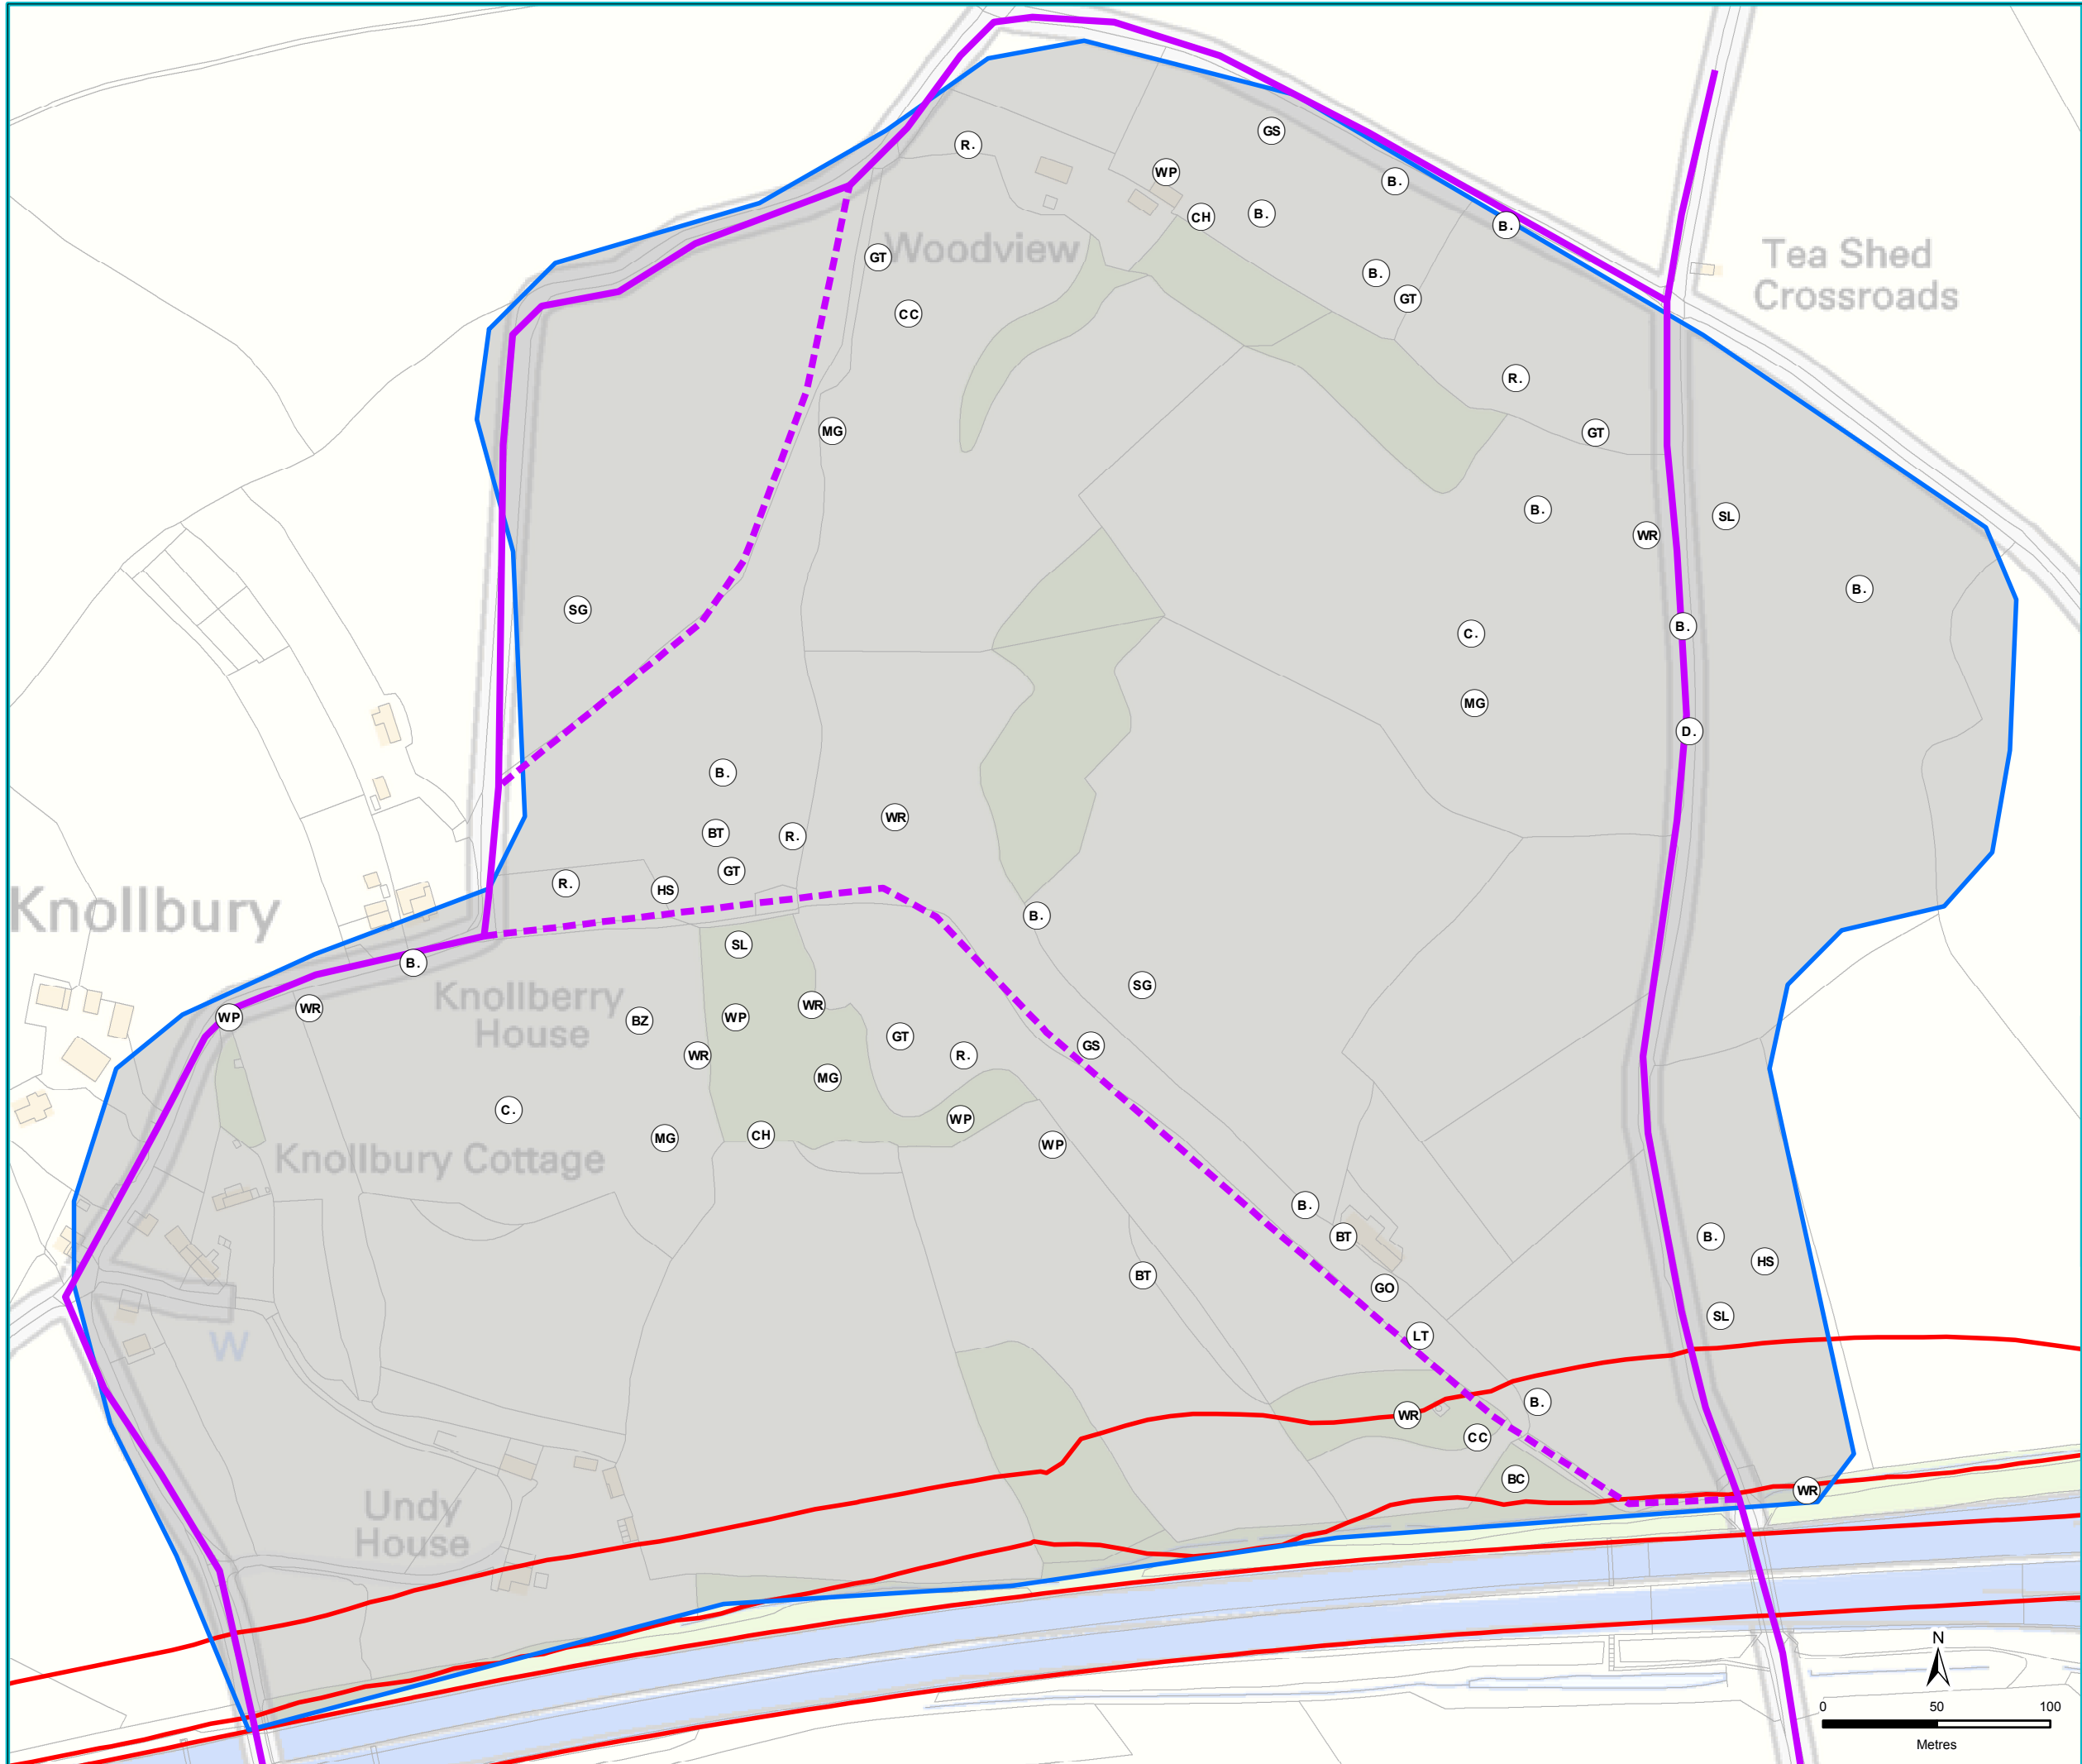 GS
R.
WP
B.
CH
B.
B.
Woodview
GT
Tea Shed
Crossroads
B.
GT
CC
R.
MG
GT
B.
SL
WR
B.
SG
B.
C.
MG
D.
B.
WR
BT
R.
GT
R.
HS
Knollbury
B.
SL
B.
SG
Knollberry
House
WR
WP
WR
WP
BZ
GT
GS
WR
R.
MG
C.
WP
CH
MG
WP
Knollbury Cottage
B.
BT
B.
HS
BT
GO
SL
W
LT
B.
WR
CC
BC
WR
Undy
House
N
0 50 100
Metres